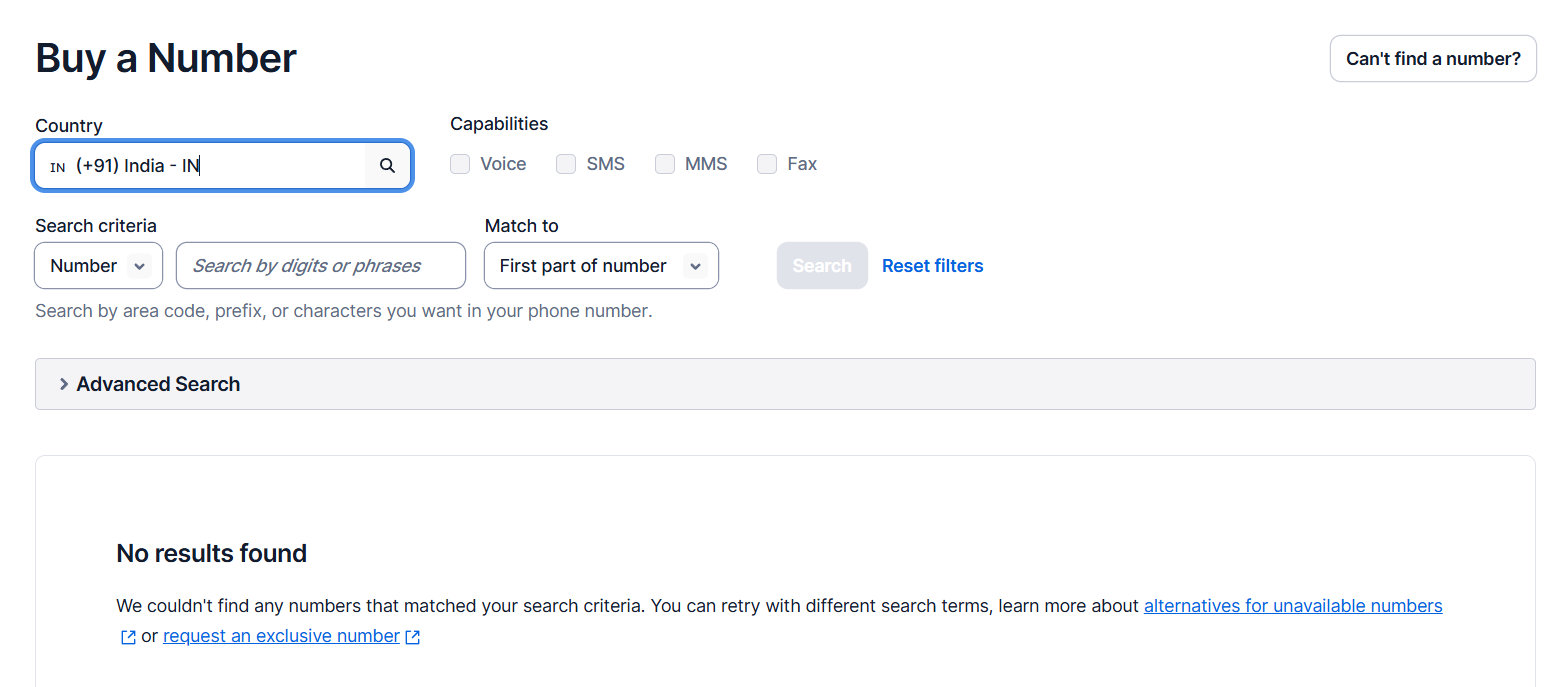 Buy a Number
Can't find a number?
Country
Capabilities
IN (+91) India - IN
Voice
SMS
MMS
Fax
Search criteria
Match to
Number
Search by digits or phrases
First part of number
Search
Reset filters
Search by area code, prefix, or characters you want in your phone number.
Advanced Search
No results found
We couldn't find any numbers that matched your search criteria. You can retry with different search terms, learn more about alternatives for unavailable numbers
or request an exclusive number